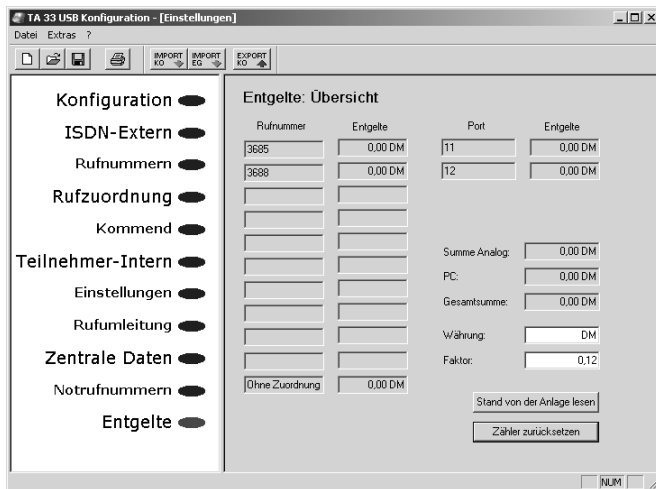 TA 33 USB Konfiguration - [Einstellungen]
Datei Extras ?
IMPORT KO IMPORT EG EXPORT KO
Konfiguration
ISDN-Extern
Rufnummern
Rufzuordnung
Kommend
Teilnehmer-Intern
Einstellungen
Rufumleitung
Zentrale Daten
Notrufnummern
Entgelte
Entgelte: Übersicht
Rufnummer Entgelte Port Entgelte
3685 0,00 DM 11 0,00 DM
3688 0,00 DM 12 0,00 DM
Summe Analog: 0,00 DM
PC: 0,00 DM
Gesamtsumme: 0,00 DM
Währung: DM
Faktor: 0,12
Ohne Zuordnung 0,00 DM
Stand von der Anlage lesen
Zähler zurücksetzen
NUM